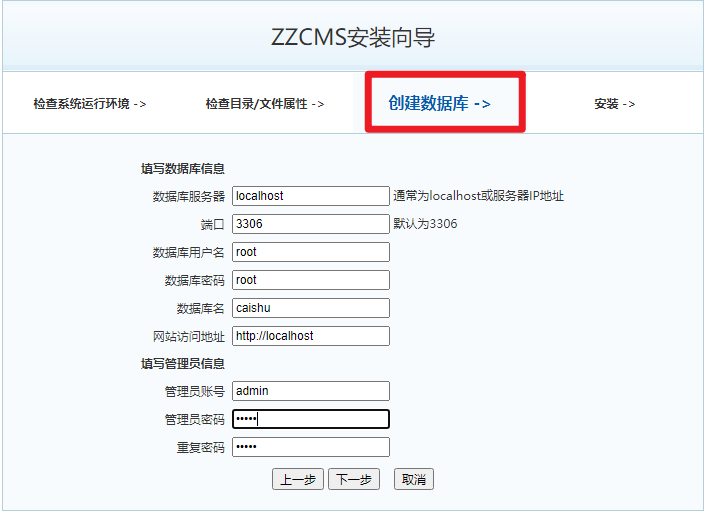 ZZCMS安装向导
检查系统运行环境 -> 检查目录/文件属性 -> 创建数据库 -> 安装 ->
填写数据库信息
数据库服务器 localhost 通常为localhost或服务器IP地址
端口 3306 默认为3306
数据库用户名 root
数据库密码 root
数据库名 caishu
网站访问地址 http://localhost
填写管理员信息
管理员账号 admin
管理员密码 •••••
重复密码 •••••
上一步 下一步 取消